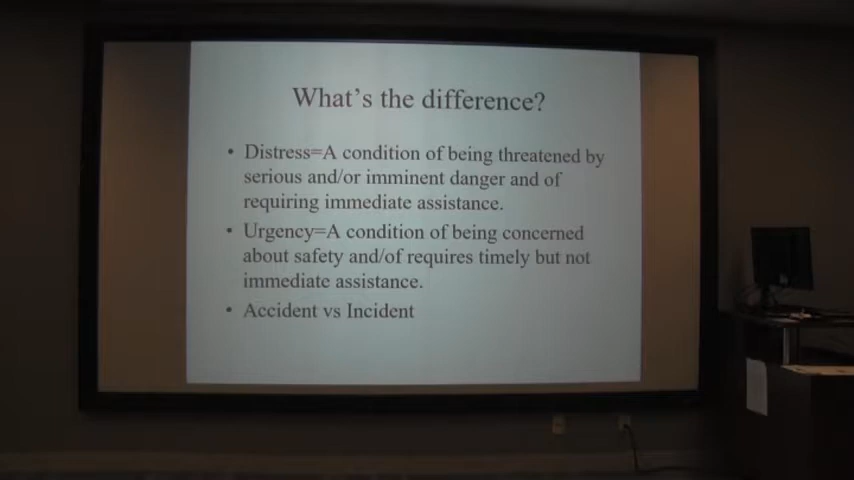 What's the difference?
• Distress=A condition of being threatened by
serious and/or imminent danger and of
requiring immediate assistance.
• Urgency=A condition of being concerned
about safety and/of requires timely but not
immediate assistance.
• Accident vs Incident